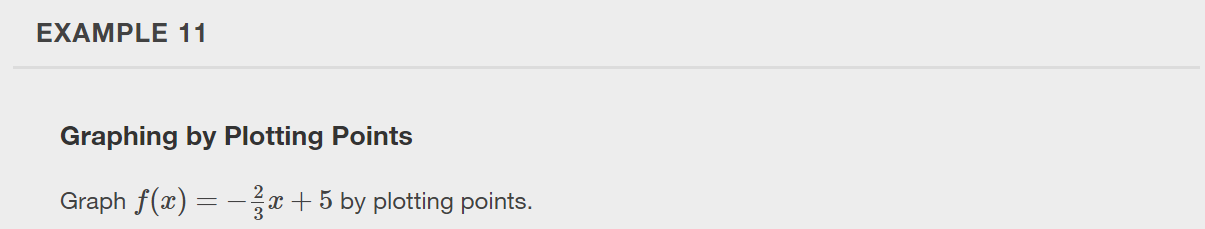 EXAMPLE 11
Graphing by Plotting Points
Graph f(x) = −2/3x + 5 by plotting points.